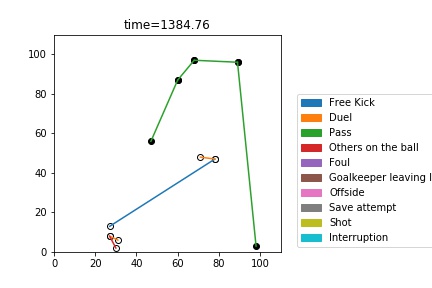 time=1384.76
100
80
60
40
20
0
0 20 40 60 80 100
Free Kick
Duel
Pass
Others on the ball
Foul
Goalkeeper leaving l
Offside
Save attempt
Shot
Interruption